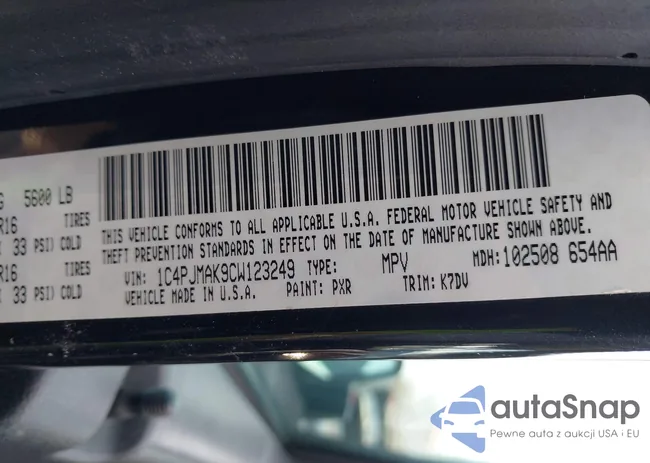 G 5600 LB
R16 TIRES
33 PSI) COLD
R16 TIRES
33 PSI) COLD
THIS VEHICLE CONFORMS TO ALL APPLICABLE U.S.A. FEDERAL MOTOR VEHICLE SAFETY AND
THEFT PREVENTION STANDARDS IN EFFECT ON THE DATE OF MANUFACTURE SHOWN ABOVE.
VIN: 1C4PJMAK9CW123249 TYPE: MPV MDH: 102508 654AA
VEHICLE MADE IN U.S.A. PAINT: PXR TRIM: K7DV
autaSnap
Pewne auta z aukcji USA i EU